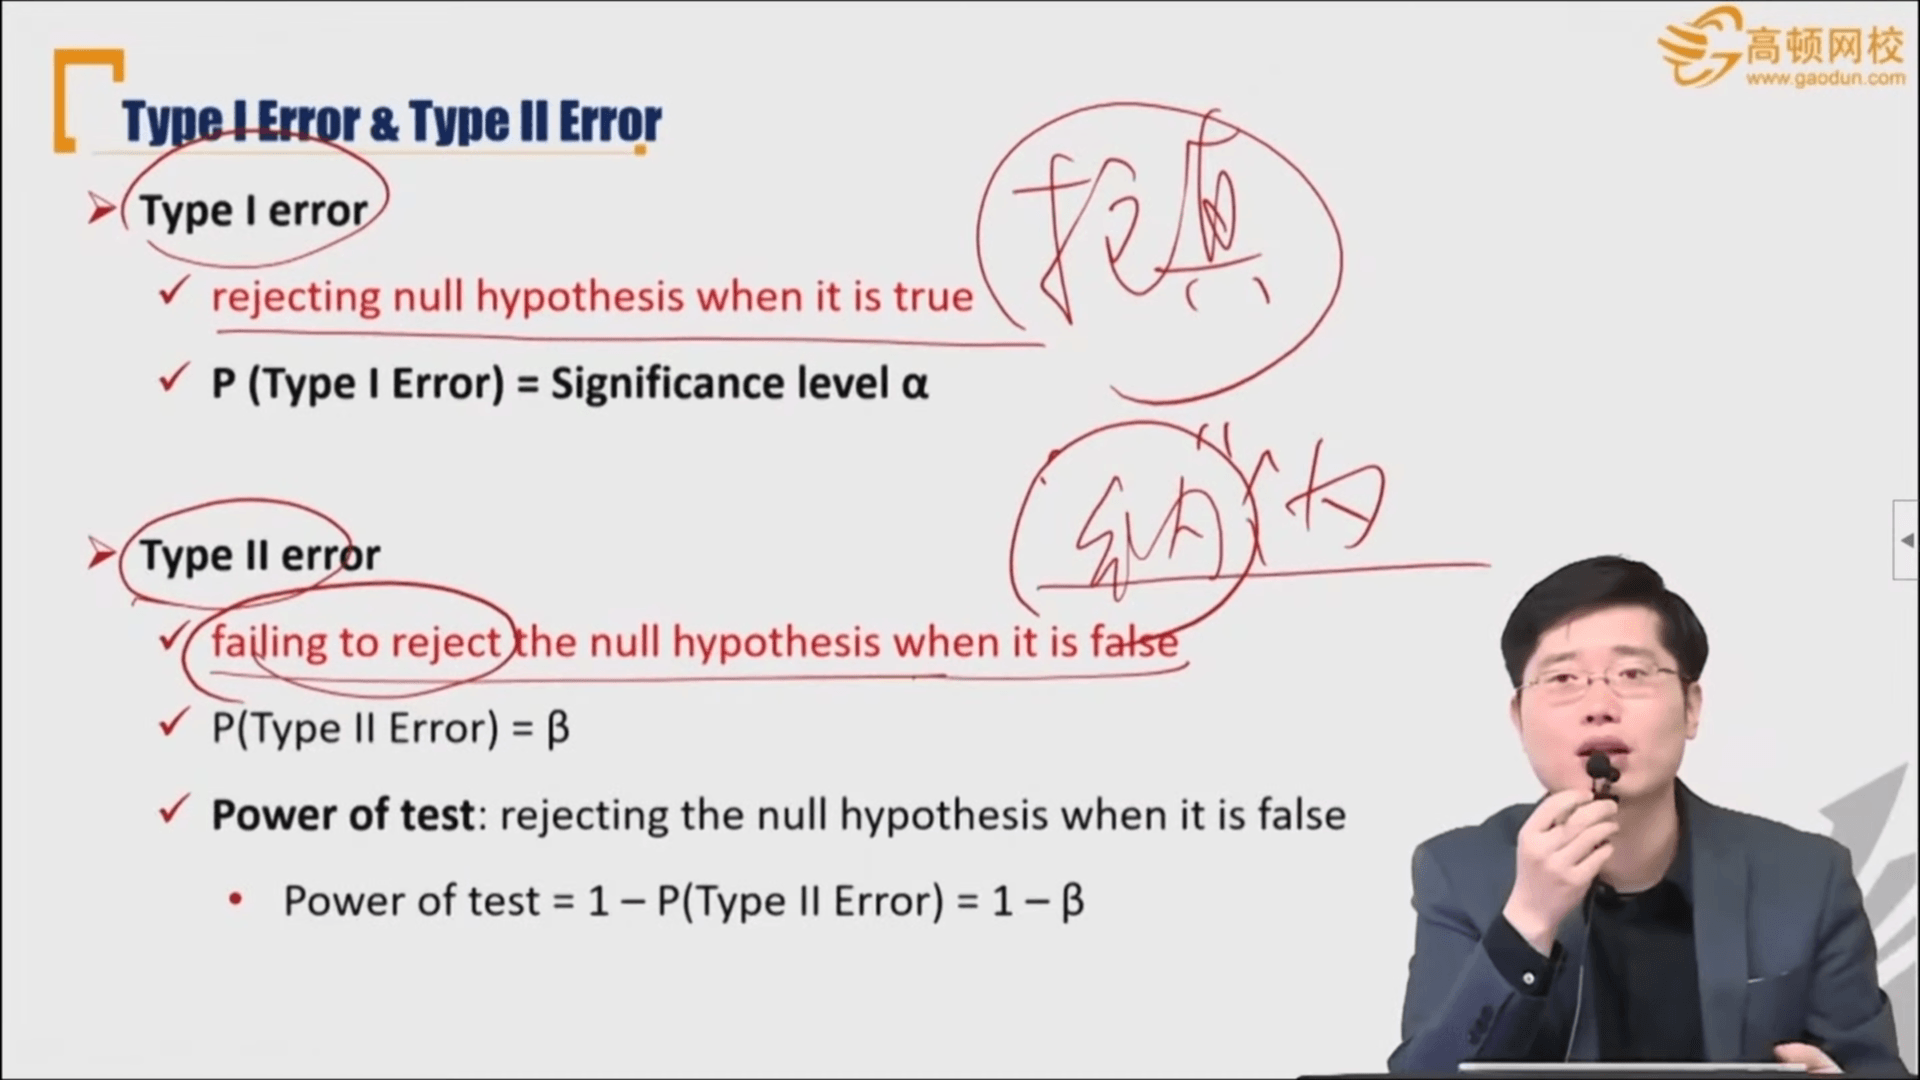 高顿网校
www.gaodun.com
Type I Error & Type II Error
Type I error
rejecting null hypothesis when it is true
P (Type I Error) = Significance level α
Type II error
failing to reject the null hypothesis when it is false
P(Type II Error) = β
Power of test: rejecting the null hypothesis when it is false
Power of test = 1 – P(Type II Error) = 1 – β
纳伪